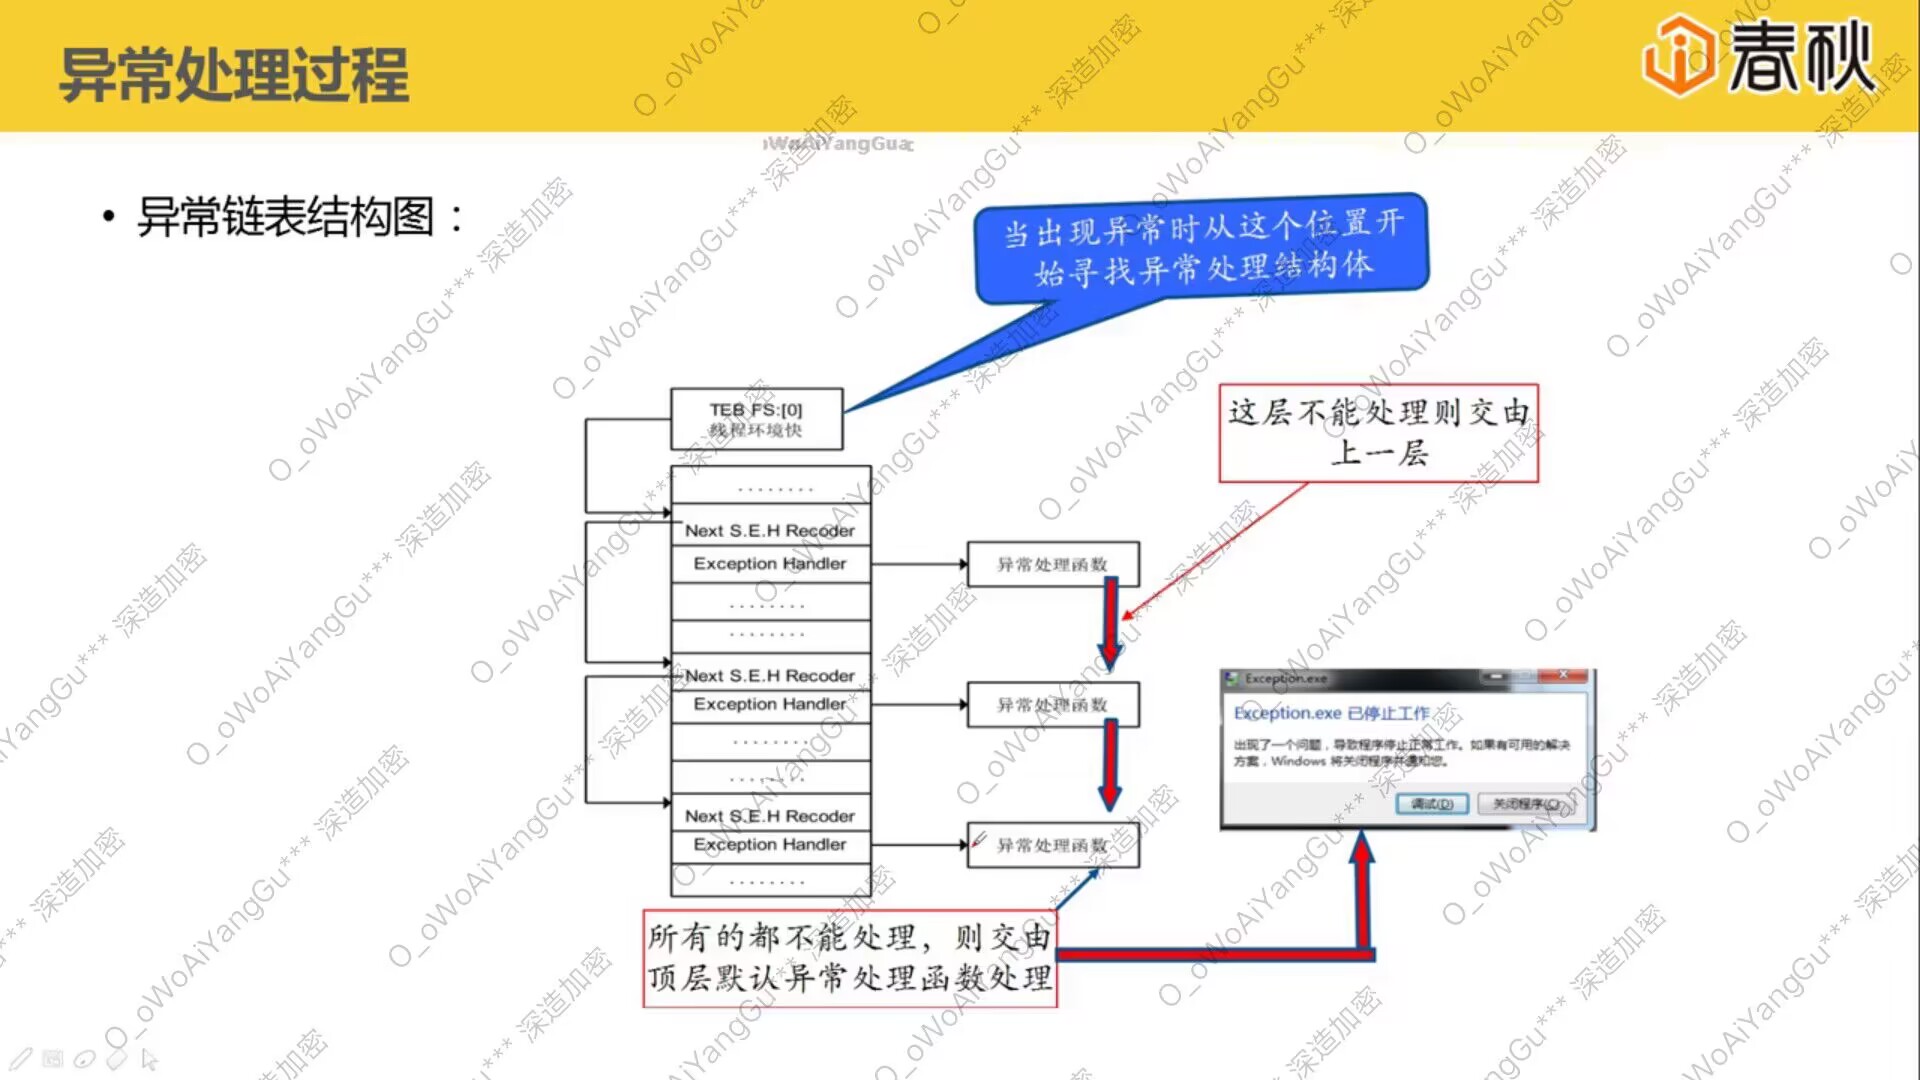 异常处理过程
春秋
oWoAiYangGua
• 异常链表结构图：
当出现异常时从这个位置开
始寻找异常处理结构体
TEB FS:[0]
线程环境快
这层不能处理则交由
上一层
........
Next S.E.H Recoder
Exception Handler
异常处理函数
........
........
Next S.E.H Recoder
Exception Handler
异常处理函数
........
........
Next S.E.H Recoder
Exception Handler
异常处理函数
........
Exception.exe
Exception.exe 已停止工作
出现了一个问题，导致程序停止正常工作。如果有可用的解决
方案，Windows 将关闭程序并通知您。
调试(D)
关闭程序(C)
所有的都不能处理，则交由
顶层默认异常处理函数处理
O_oWoAiYangGu*** 深造加密